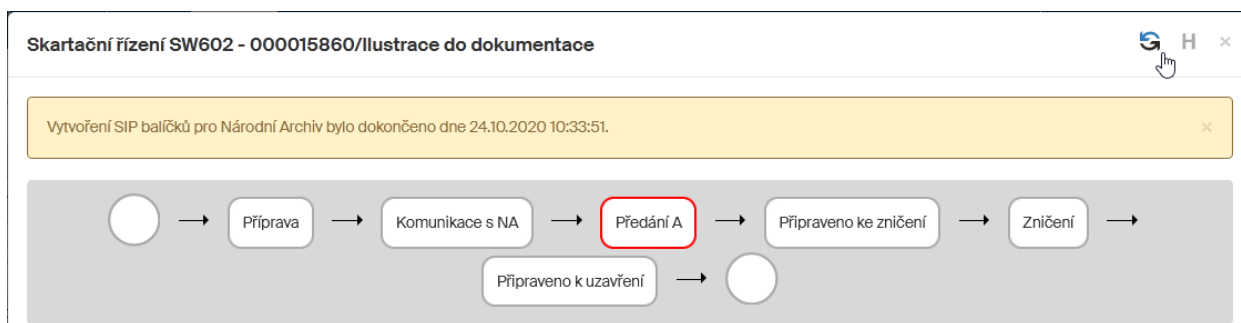 Skartační řízení SW602 - 000015860/Ilustrace do dokumentace
H ×
Vytvoření SIP balíčků pro Národní Archiv bylo dokončeno dne 24.10.2020 10:33:51. ×
Příprava Komunikace s NA Předání A Připraveno ke zničení Zničení
Připraveno k uzavření